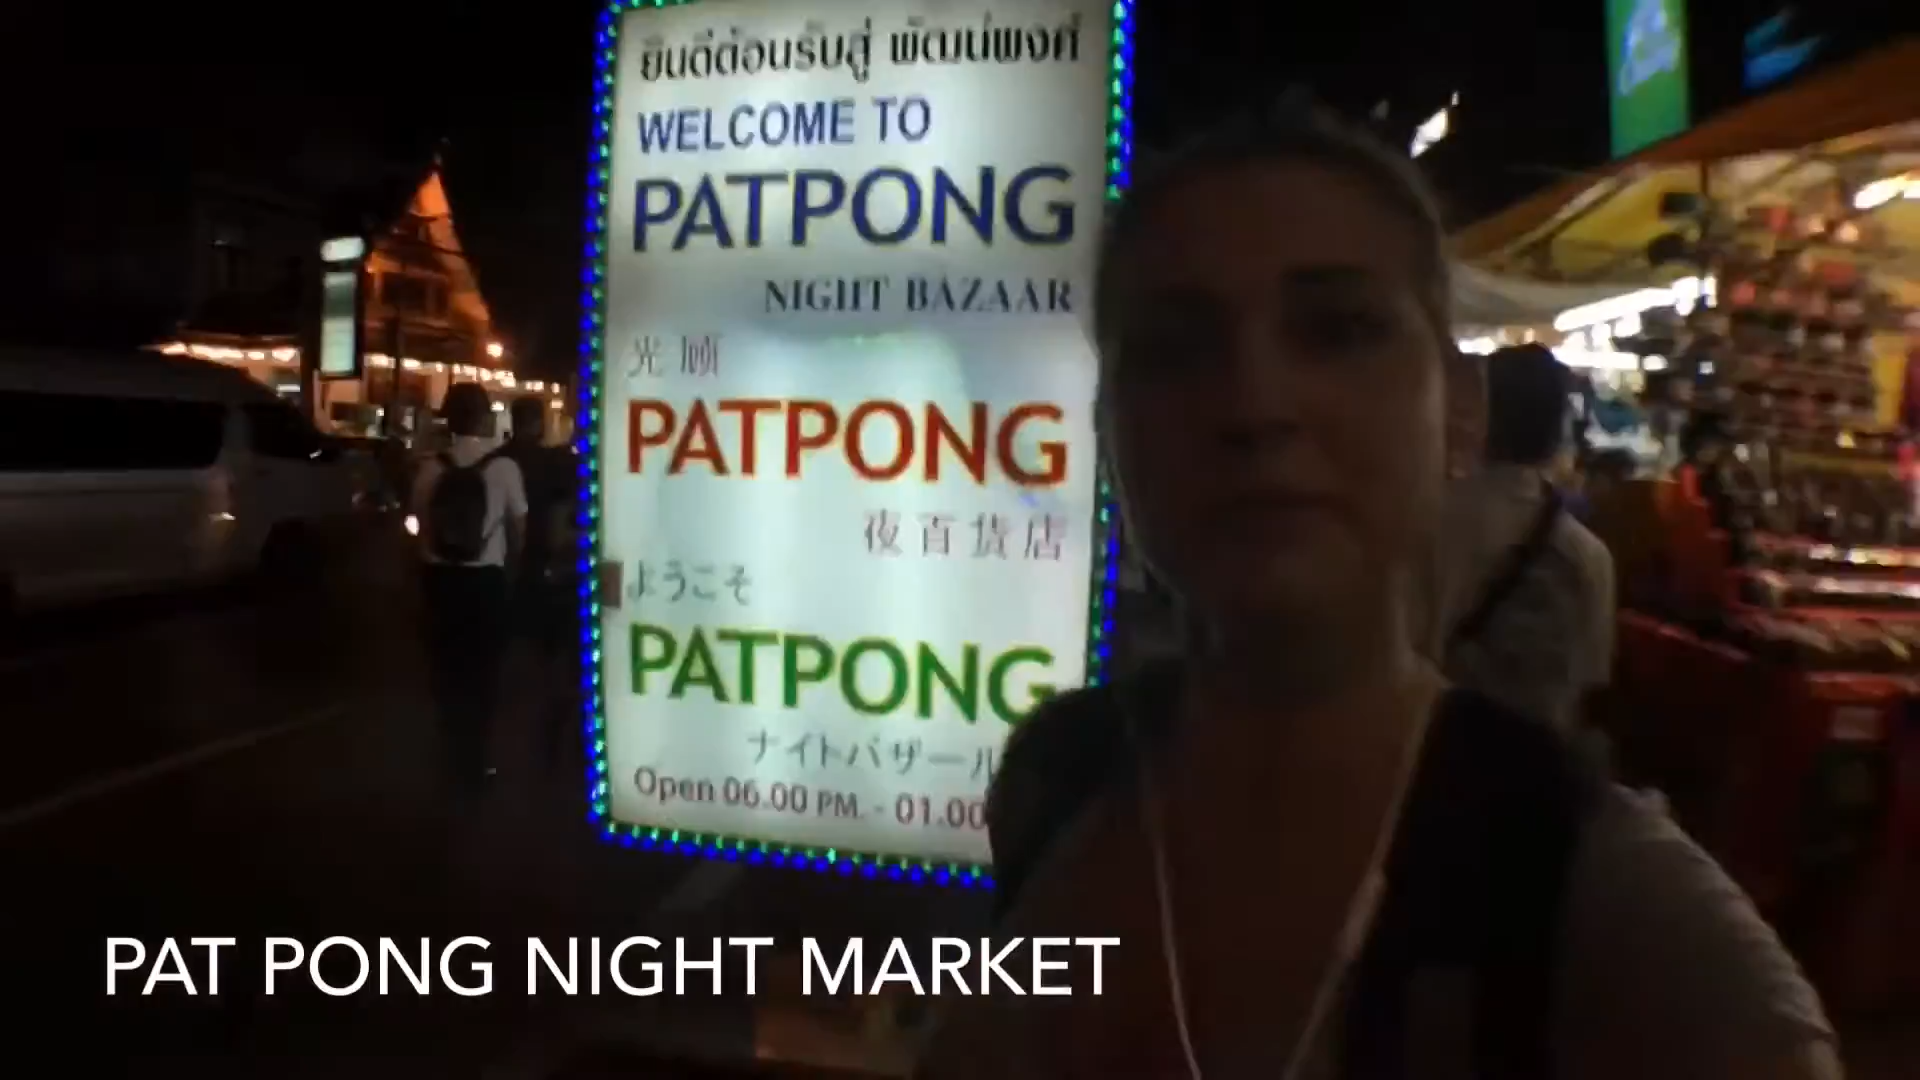 ยินดีต้อนรับสู่ พัฒน์พงศ์
WELCOME TO
PATPONG
NIGHT BAZAAR
光顾
PATPONG
夜百货店
ようこそ
PATPONG
ナイトバザール
Open 06.00 PM. - 01.00
PAT PONG NIGHT MARKET